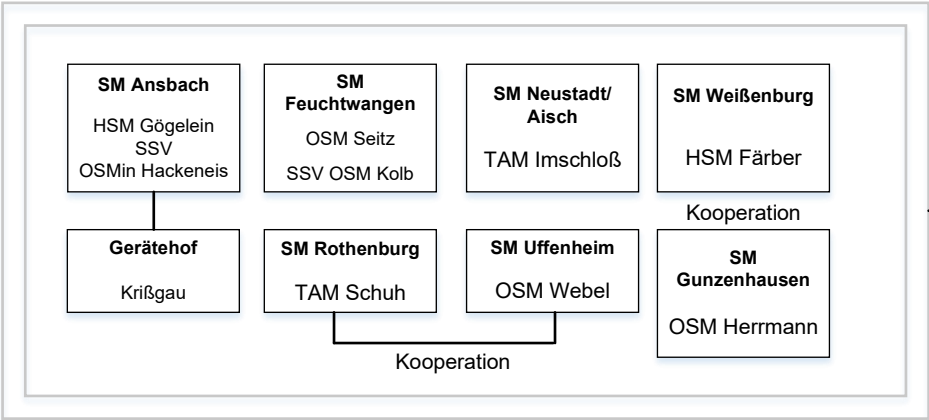 SM Ansbach
HSM Gögelein
SSV
OSMin Hackeneis
SM
Feuchtwangen
OSM Seitz
SSV OSM Kolb
SM Neustadt/
Aisch
TAM Imschloß
SM Weißenburg
HSM Färber
Kooperation
Gerätehof
Krißgau
SM Rothenburg
TAM Schuh
SM Uffenheim
OSM Webel
SM
Gunzenhausen
OSM Herrmann
Kooperation